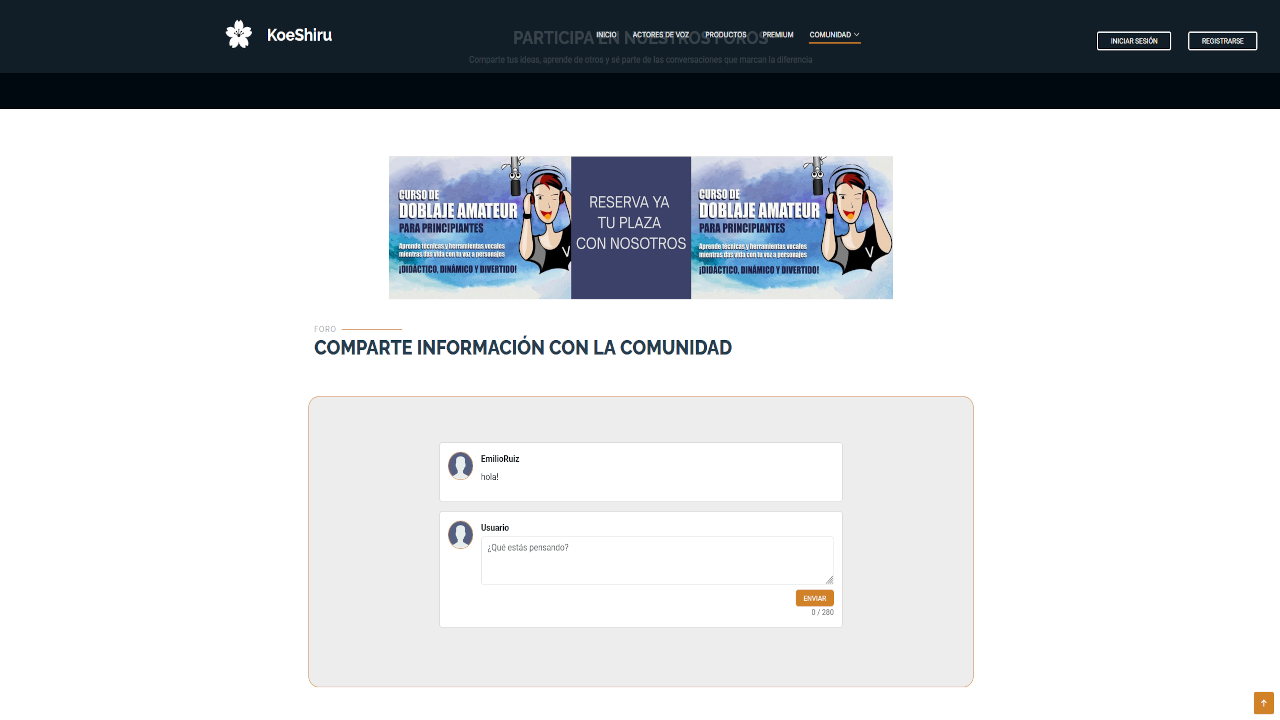 KoeShiru
INICIO
ACTORES DE VOZ
PRODUCTOS
PREMIUM
COMUNIDAD
INICIAR SESIÓN
REGISTRARSE
PARTICIPA EN NUESTROS FOROS
Comparte tus ideas, aprende de otros y sé parte de las conversaciones que marcan la diferencia
CURSO DE
DOBLAJE AMATEUR
PARA PRINCIPIANTES
Aprende técnicas y herramientas vocales
mientras das vida con tu voz a personajes
¡DIDÁCTICO, DINÁMICO Y DIVERTIDO!
V
RESERVA YA
TU PLAZA
CON NOSOTROS
CURSO DE
DOBLAJE AMATEUR
PARA PRINCIPIANTES
Aprende técnicas y herramientas vocales
mientras das vida con tu voz a personajes
¡DIDÁCTICO, DINÁMICO Y DIVERTIDO!
V
FORO
COMPARTE INFORMACIÓN CON LA COMUNIDAD
EmilioRuiz
hola!
Usuario
¿Qué estás pensando?
ENVIAR
0 / 280